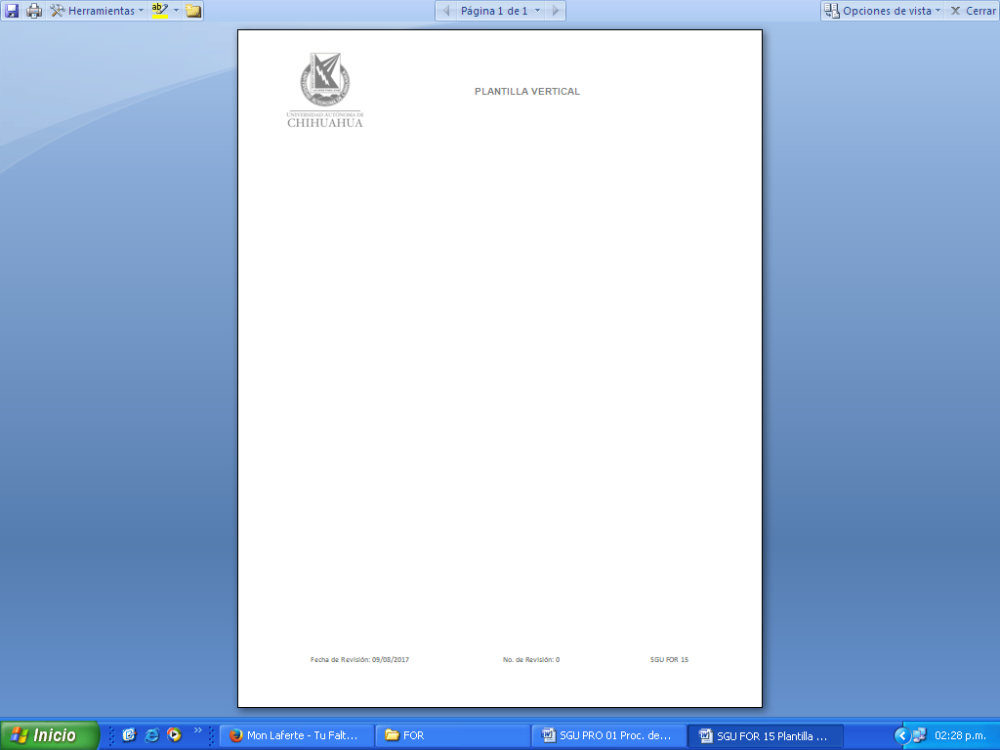 Herramientas
Página 1 de 1
Opciones de vista
Cerrar
UNIVERSIDAD AUTÓNOMA DE
CHIHUAHUA
PLANTILLA VERTICAL
Fecha de Revisión: 09/08/2017
No. de Revisión: 0
SGU FOR 15
Inicio
Mon Laferte - Tu Falt...
FOR
SGU PRO 01 Proc. de...
SGU FOR 15 Plantilla ...
02:28 p.m.